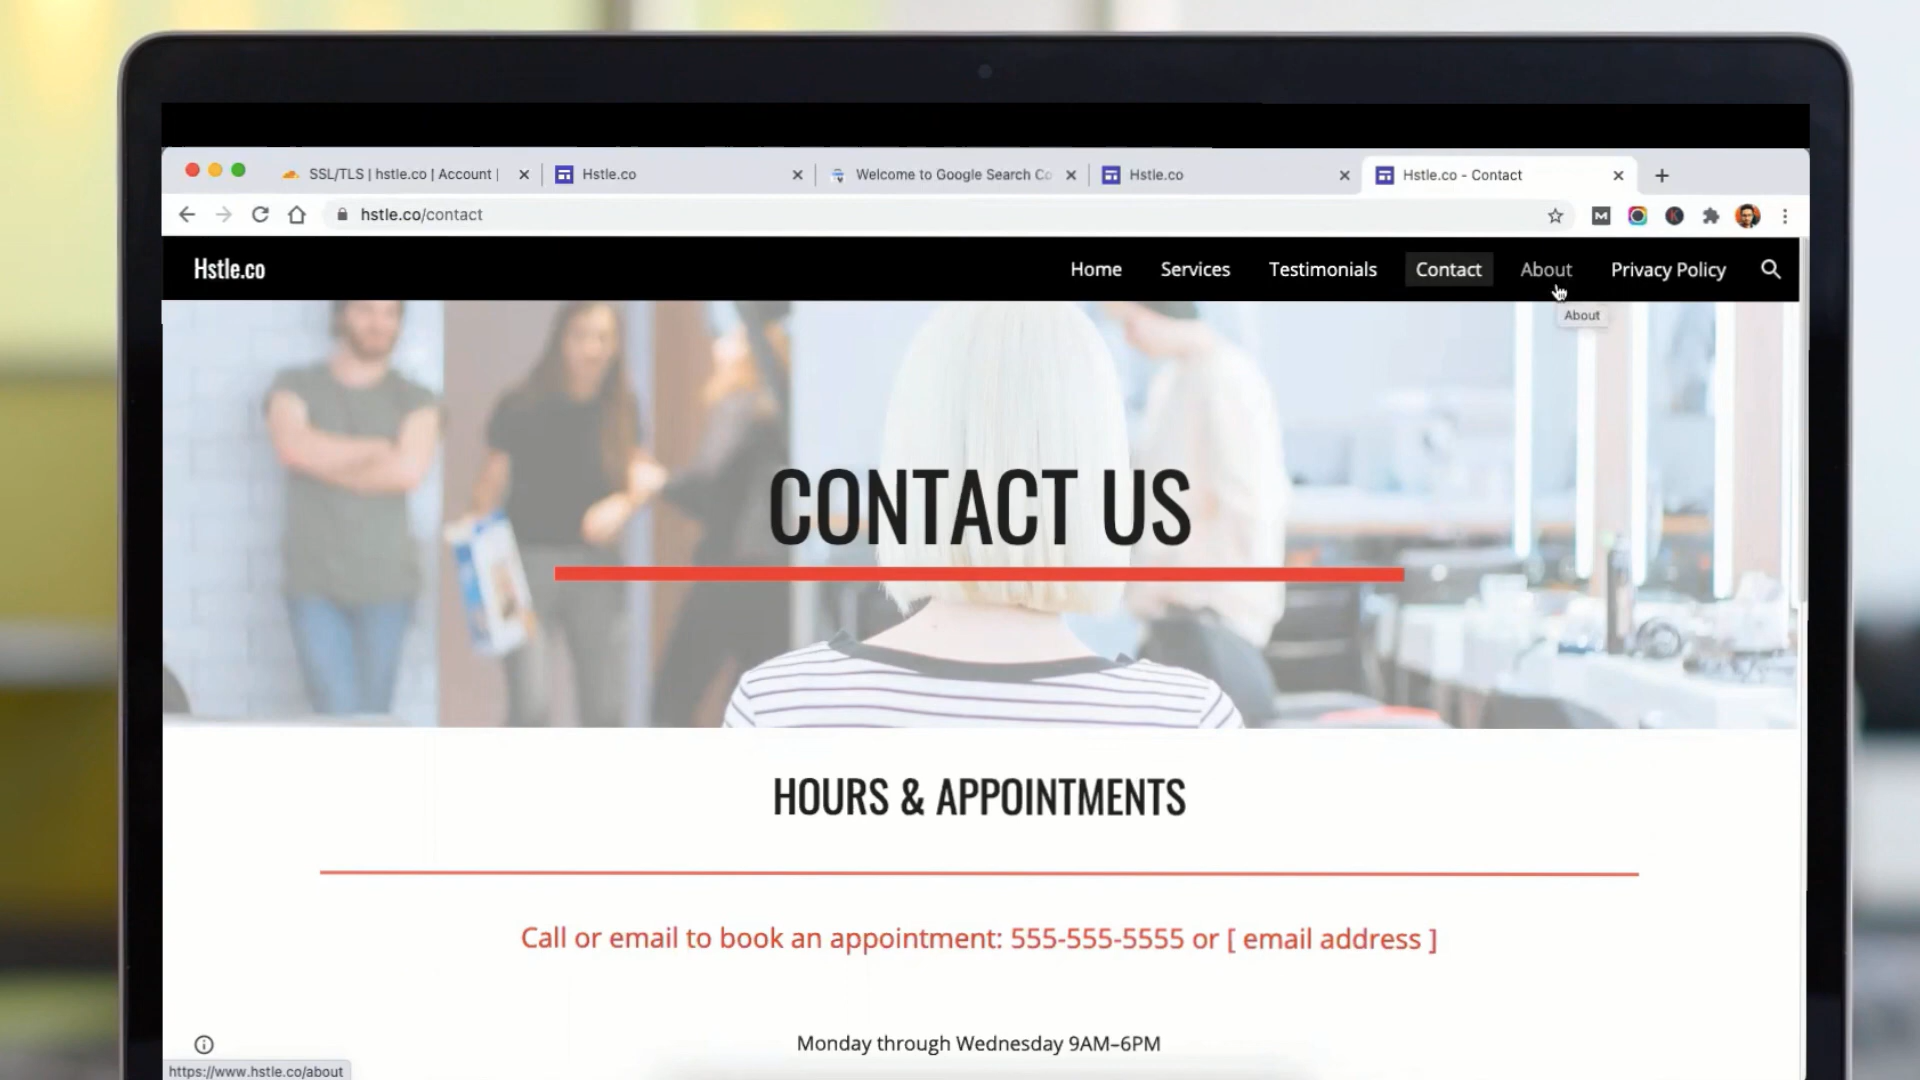 SSL/TLS | hstle.co | Account |
Hstle.co
Welcome to Google Search Co
Hstle.co
Hstle.co - Contact
hstle.co/contact
Hstle.co
Home
Services
Testimonials
Contact
About
Privacy Policy
About
CONTACT US
HOURS & APPOINTMENTS
Call or email to book an appointment: 555-555-5555 or [ email address ]
Monday through Wednesday 9AM–6PM
https://www.hstle.co/about